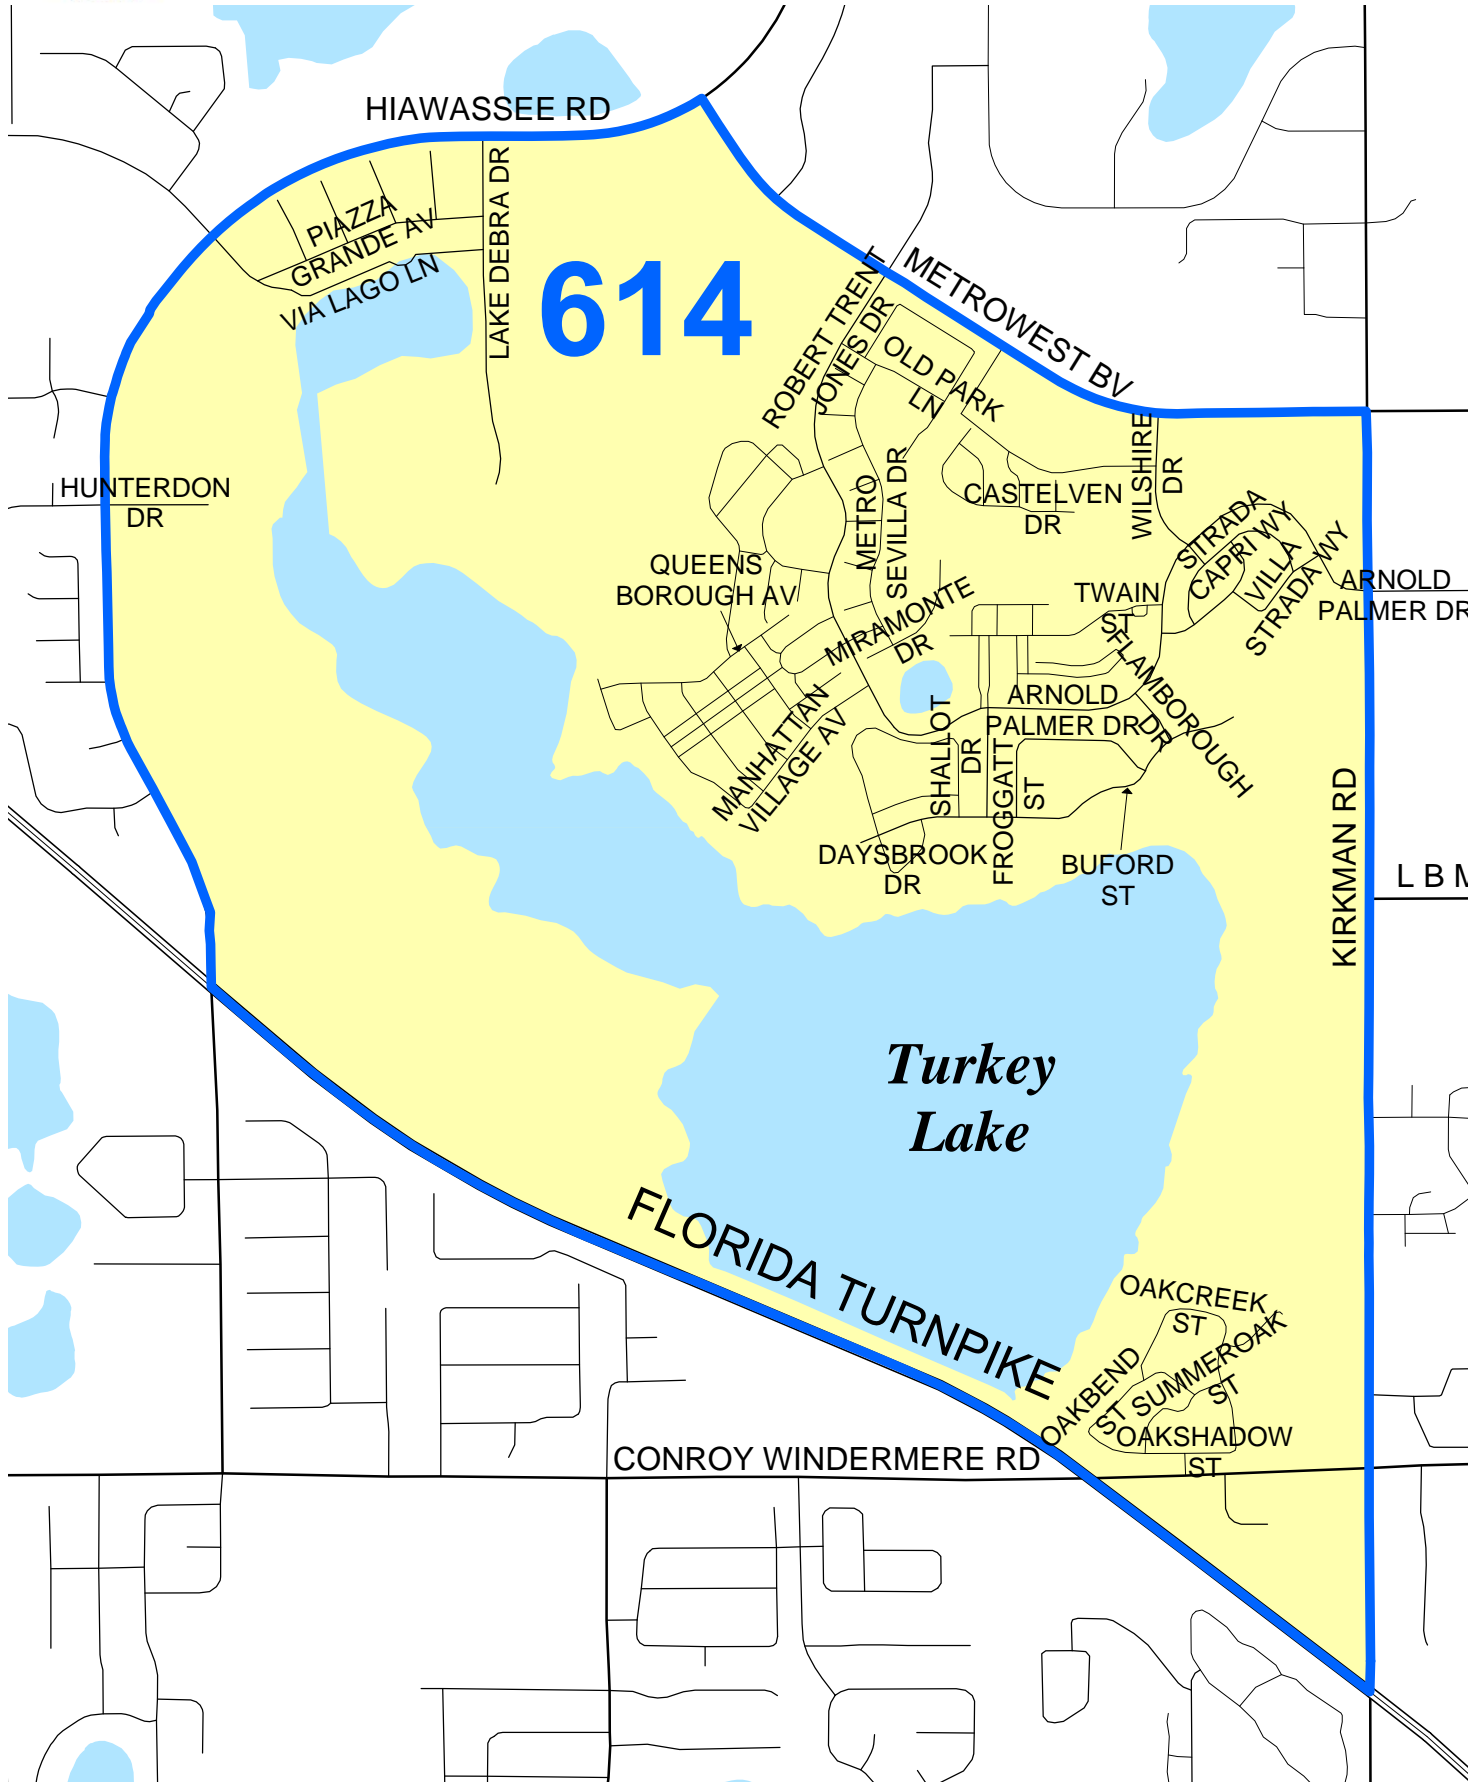 HIAWASSEE RD
PIAZZA
GRANDE AV
VIA LAGO LN
LAKE DEBRA DR
614
ROBERT TRENT
JONES DR
METROWEST BV
OLD PARK
LN
HUNTERDON
DR
WILSHIRE
DR
CASTELVEN
DR
METRO
SEVILLA DR
STRADA
CAPRI WY
VILLA
STRADA WY
QUEENS
BOROUGH AV
TWAIN
ST
ARNOLD
PALMER DR
MIRAMONTE
DR
FLAMBOROUGH
DR
ARNOLD
PALMER DR
MANHATTAN
VILLAGE AV
SHALLOT
DR
FROGGATT
ST
KIRKMAN RD
DAYSBROOK
DR
BUFORD
ST
L B M
Turkey
Lake
FLORIDA TURNPIKE
OAKCREEK
ST
SUMMEROAK
ST
OAKBEND
ST
OAKSHADOW
ST
CONROY WINDERMERE RD